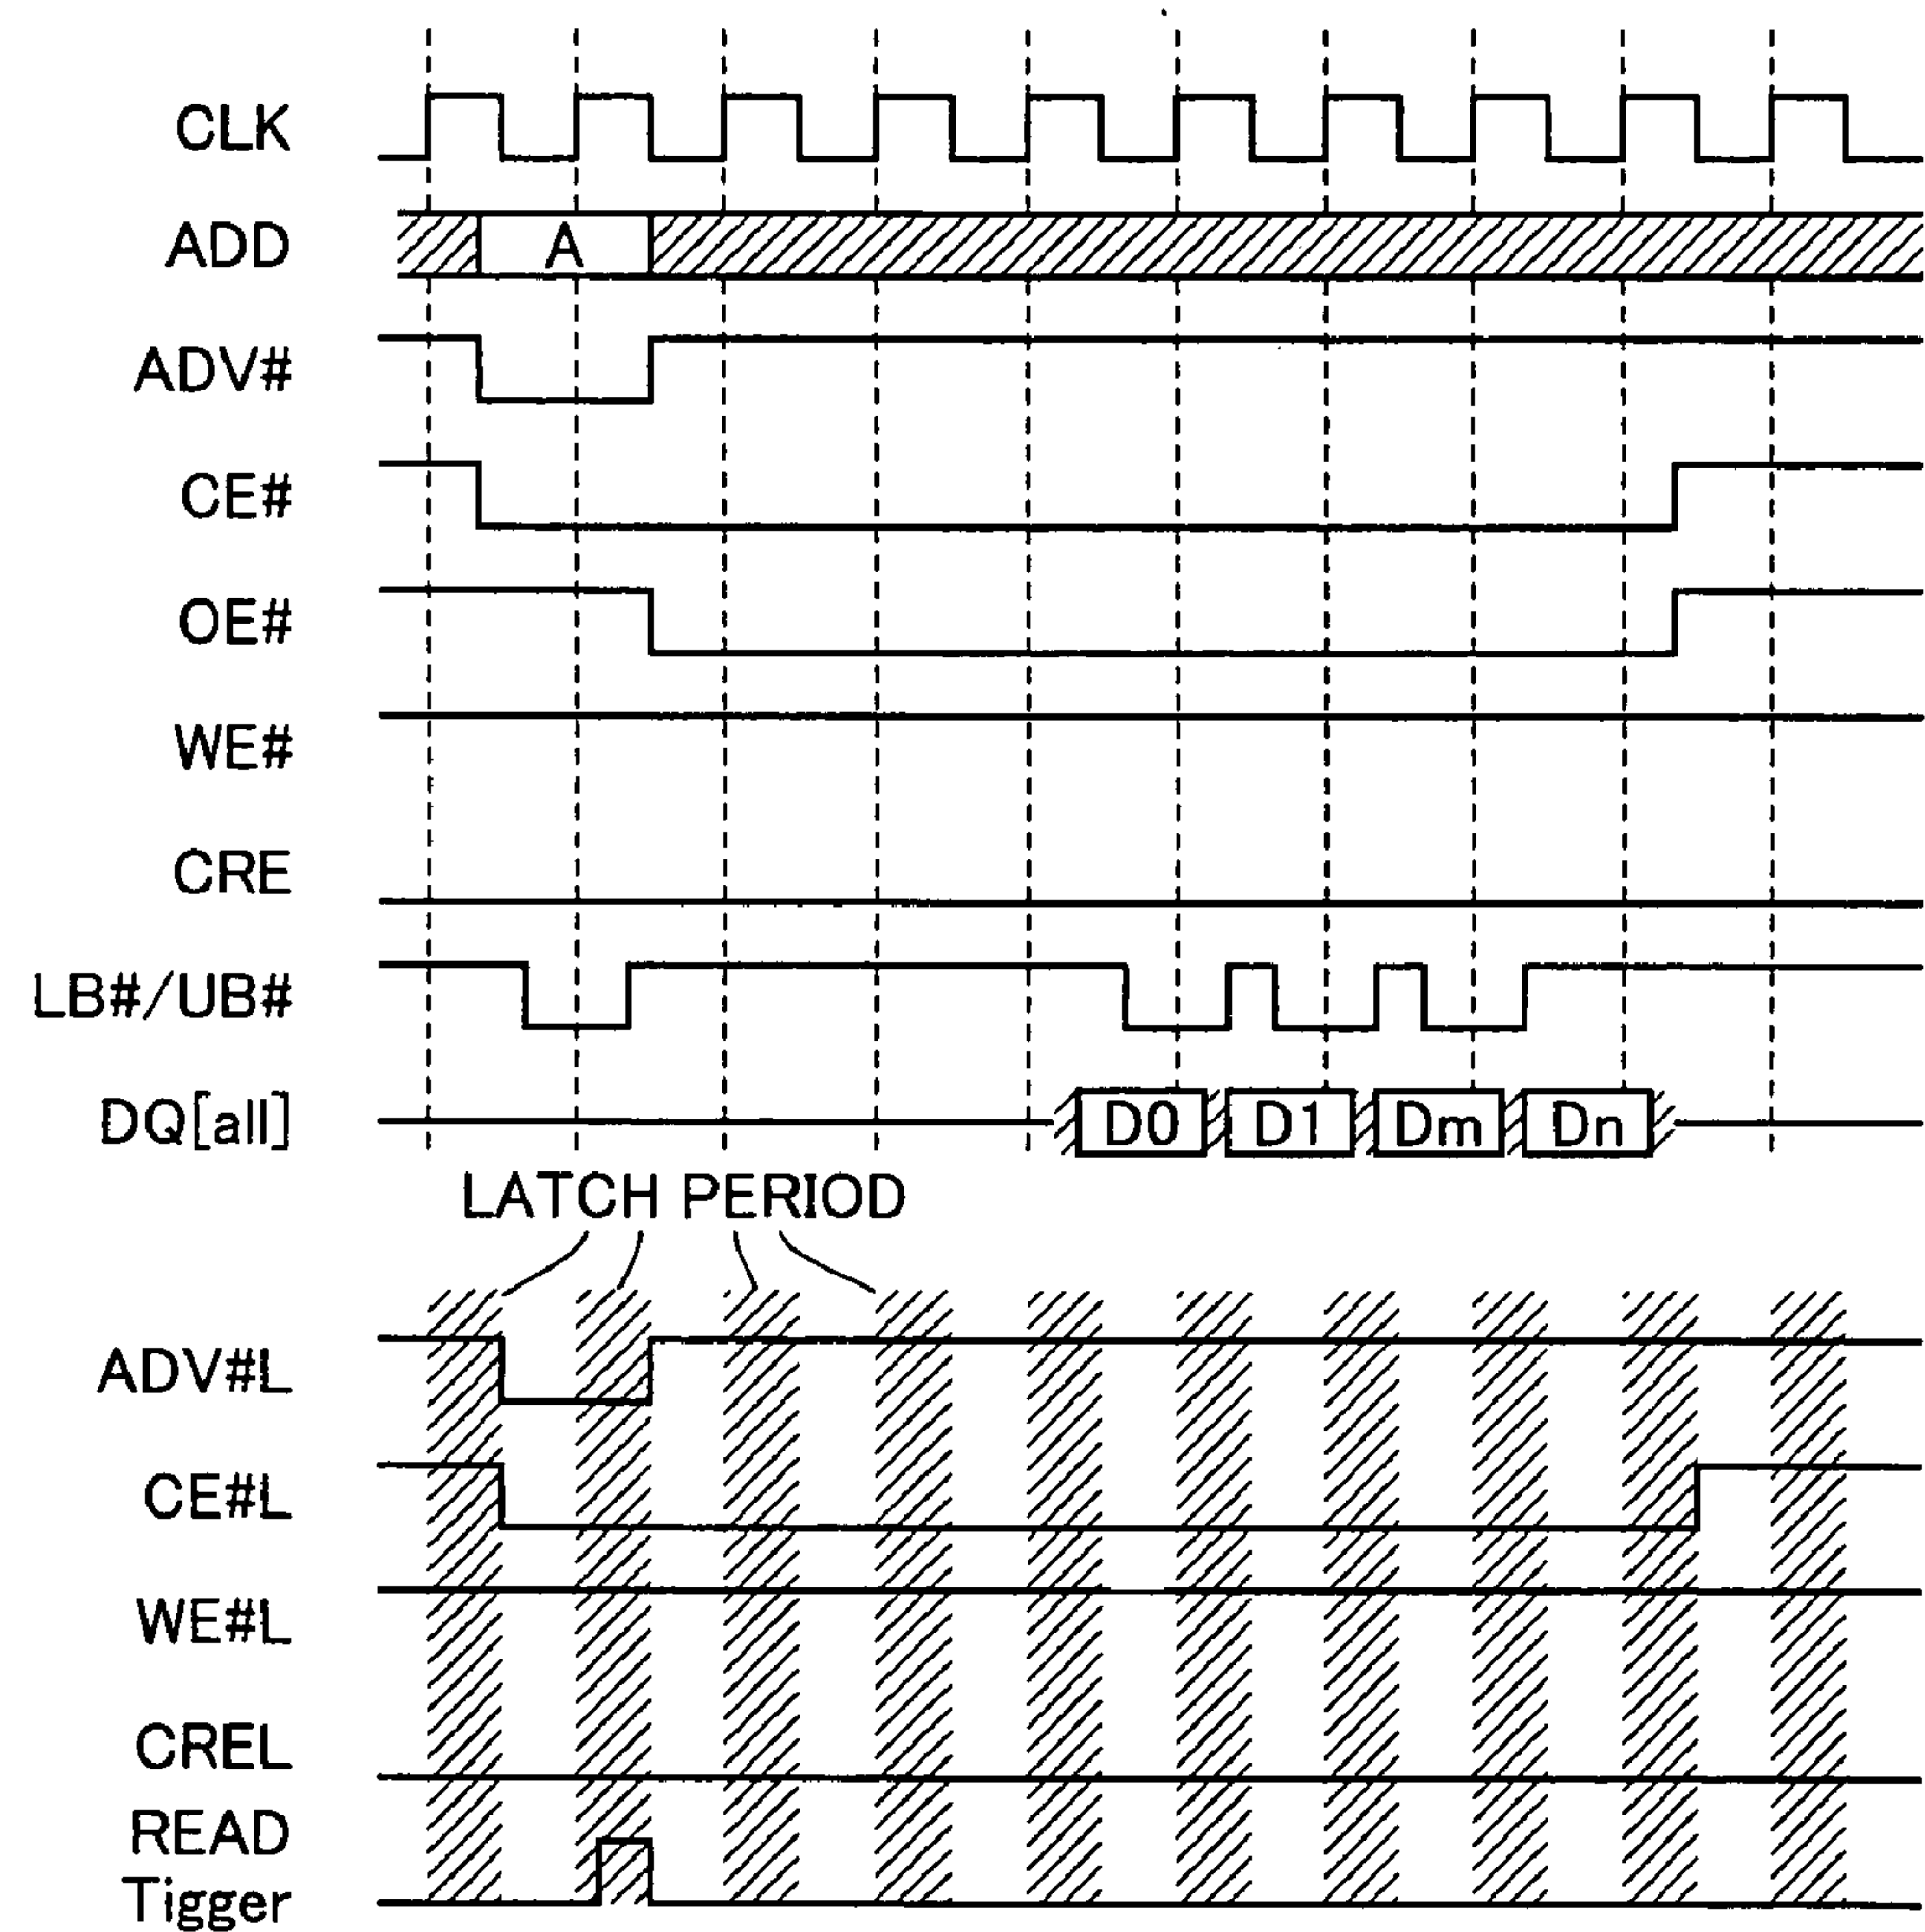 CLK
ADD
A
ADV#
CE#
OE#
WE#
CRE
LB#/UB#
DQ[all]
D0 D1 Dm Dn
LATCH PERIOD
ADV#L
CE#L
WE#L
CREL
READ
Tigger